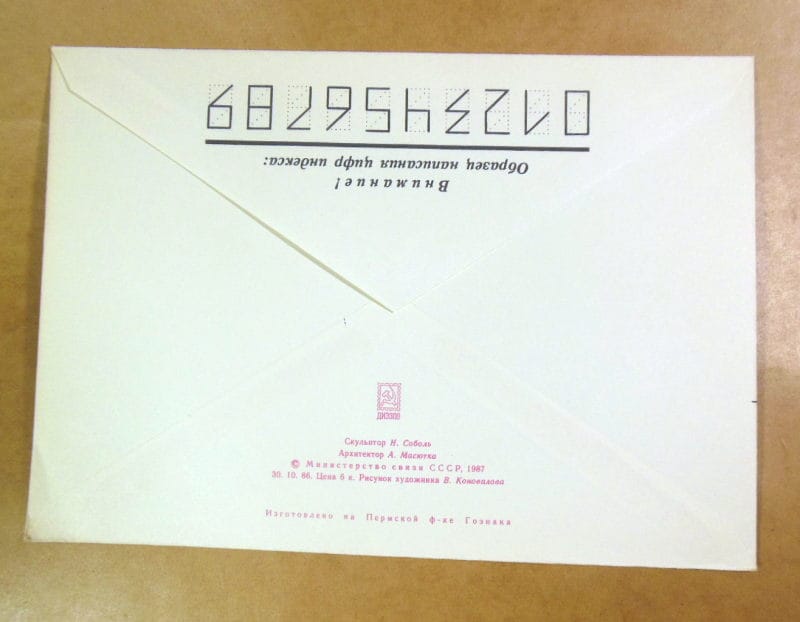 Внимание!
Образец написания цифр индекса:
0123456789
ДИЭЗПО
Скульптор Н. Соболь
Архитектор А. Масютка
© Министерство связи СССР, 1987
30. 10. 86. Цена 6 к. Рисунок художника В. Коновалова
Изготовлено на Пермской ф-ке Гознака